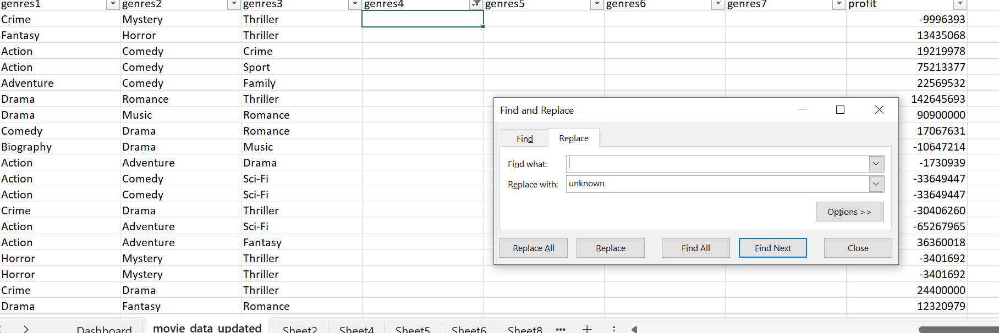 genres1 genres2 genres3 genres4 genres5 genres6 genres7 profit
Crime Mystery Thriller -9996393
Fantasy Horror Thriller 13435068
Action Comedy Crime 19219978
Action Comedy Sport 75213377
Adventure Comedy Family 22569532
Drama Romance Thriller 142645693
Drama Music Romance 90900000
Comedy Drama Romance 17067631
Biography Drama Music -10647214
Action Adventure Drama -1730939
Action Comedy Sci-Fi -33649447
Action Comedy Sci-Fi -33649447
Crime Drama Thriller -30406260
Action Adventure Sci-Fi -65267965
Action Adventure Fantasy 36360018
Horror Mystery Thriller -3401692
Horror Mystery Thriller -3401692
Crime Drama Thriller 24400000
Drama Fantasy Romance 12320979
Find and Replace
Find Replace
Find what:
Replace with: unknown
Options >>
Replace All Replace Find All Find Next Close
Dashboard movie_data_updated Sheet2 Sheet4 Sheet5 Sheet6 Sheet8